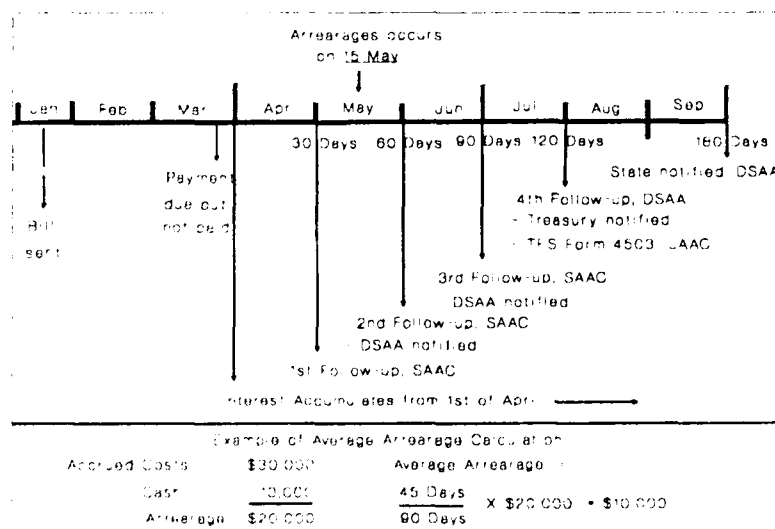 Arrearages occurs
on 15 May
Jan Feb Mar Apr May Jun Jul Aug Sep
30 Days 60 Days 90 Days 120 Days 180 Days
Payment
due but
not paid
Bill
sent
State notified, DSAA
4th Follow-up, DSAA
- Treasury notified
- TFS Form 4503, SAAC
3rd Follow-up, SAAC
DSAA notified
2nd Follow-up, SAAC
- DSAA notified
1st Follow-up, SAAC
Interest Accumulates from 1st of April
Example of Average Arrearage Calculation
Accrued Costs $30,000 Average Arrearage =
Cash 10,000 45 Days X $20,000 = $10,000
Arrearage $20,000 90 Days